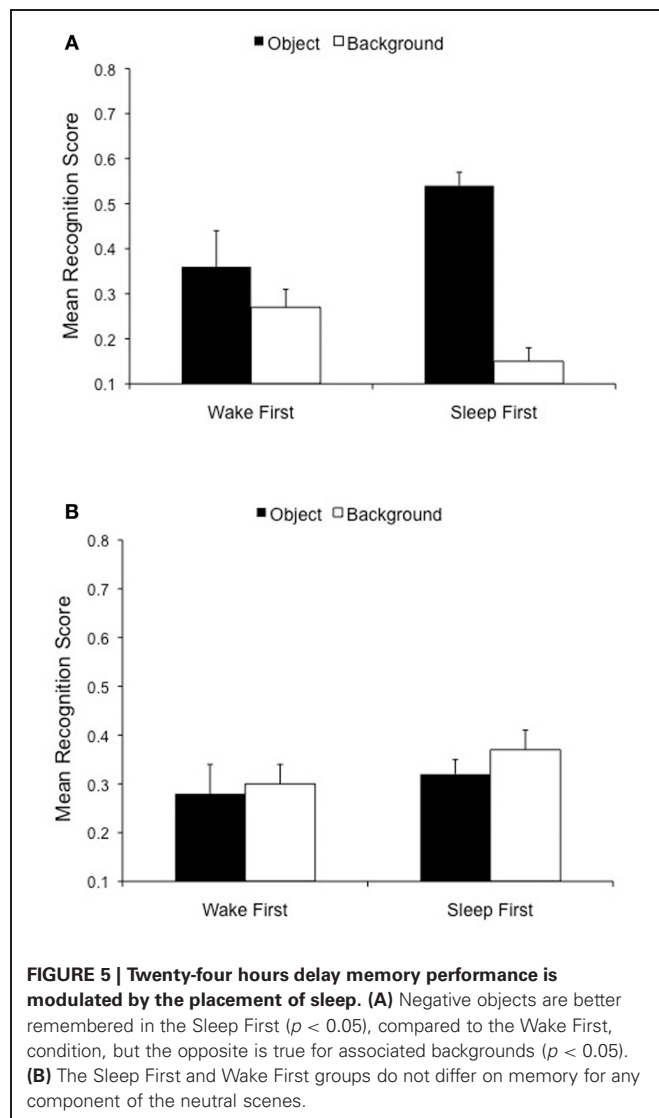 A
■ Object □ Background
Mean Recognition Score
0.8
0.7
0.6
0.5
0.4
0.3
0.2
0.1
Wake First Sleep First
B
■ Object □ Background
Mean Recognition Score
0.8
0.7
0.6
0.5
0.4
0.3
0.2
0.1
Wake First Sleep First
FIGURE 5 | Twenty-four hours delay memory performance is
modulated by the placement of sleep. (A) Negative objects are better
remembered in the Sleep First (p < 0.05), compared to the Wake First,
condition, but the opposite is true for associated backgrounds (p < 0.05).
(B) The Sleep First and Wake First groups do not differ on memory for any
component of the neutral scenes.